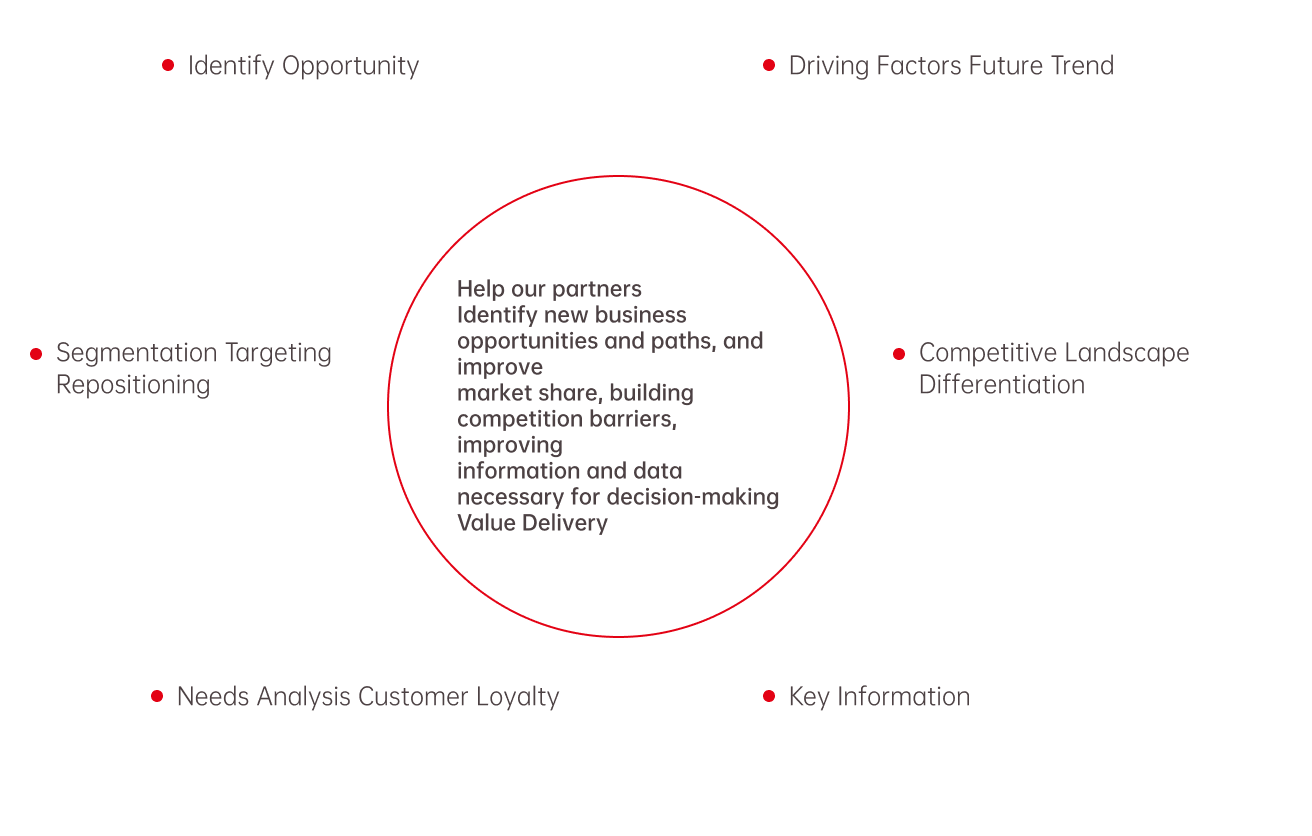 Identify Opportunity
Driving Factors Future Trend
Help our partners
Identify new business
opportunities and paths, and
improve
market share, building
competition barriers,
improving
information and data
necessary for decision-making
Value Delivery
Segmentation Targeting
Repositioning
Competitive Landscape
Differentiation
Needs Analysis Customer Loyalty
Key Information